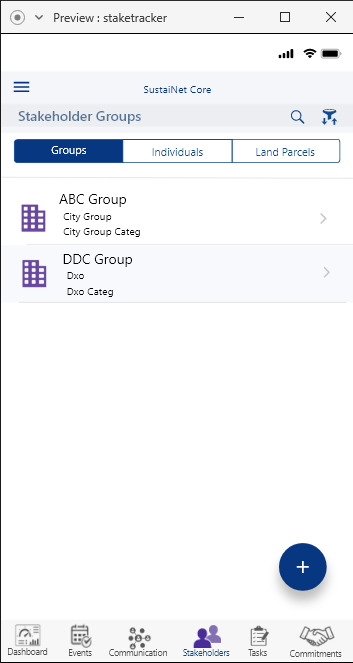 Preview : staketracker
SustaiNet Core
Stakeholder Groups
Groups Individuals Land Parcels
ABC Group
City Group
City Group Categ
DDC Group
Dxo
Dxo Categ
+
Dashboard Events Communication Stakeholders Tasks Commitments